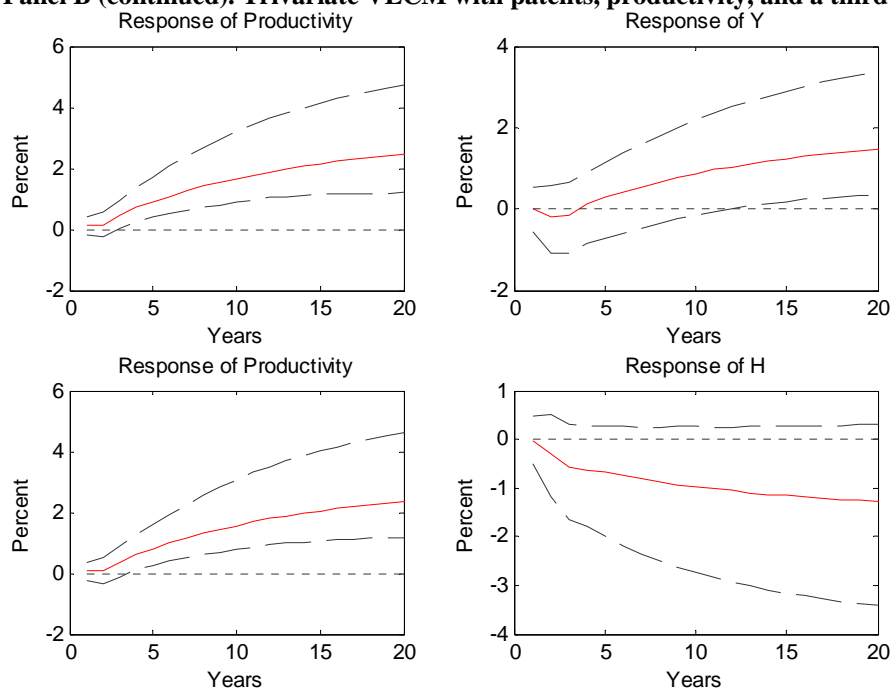 Panel B (continued). Trivariate VECM with patents, productivity, and a third
Response of Productivity
Percent
6
4
2
0
-2
0 5 10 15 20
Years
Response of Y
Percent
4
2
0
-2
0 5 10 15 20
Years
Response of Productivity
Percent
6
4
2
0
-2
0 5 10 15 20
Years
Response of H
Percent
1
0
-1
-2
-3
-4
0 5 10 15 20
Years